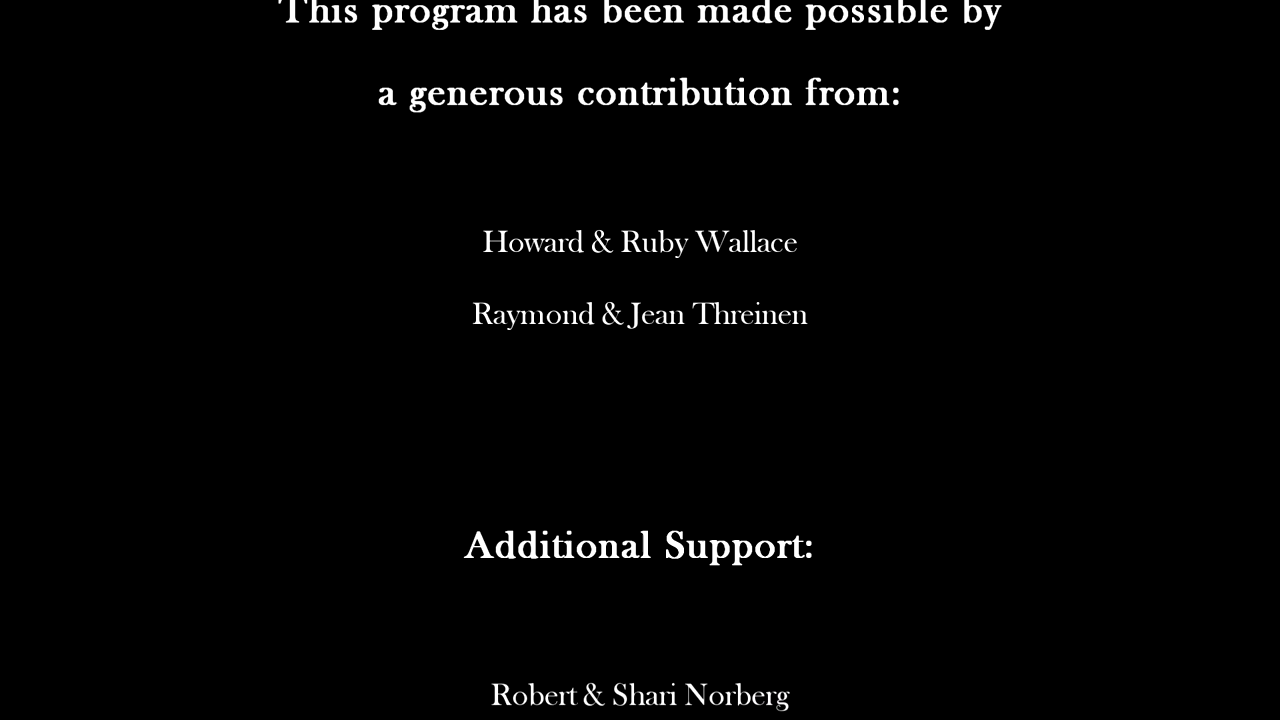 This program has been made possible by
a generous contribution from:
Howard & Ruby Wallace
Raymond & Jean Threinen
Additional Support:
Robert & Shari Norberg